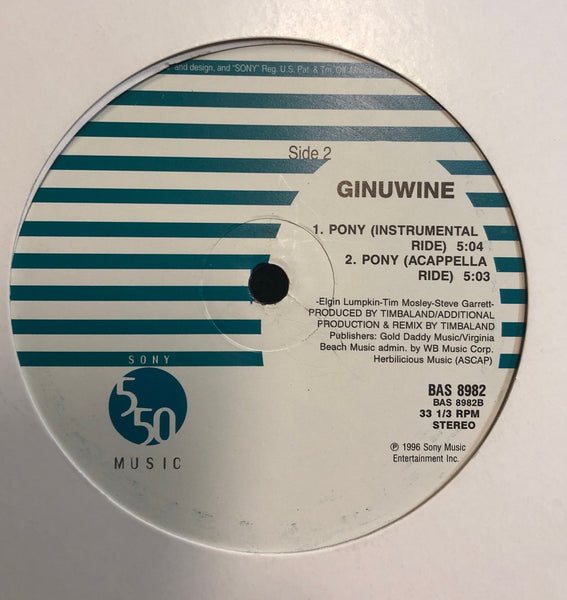 and design, and "SONY" Reg. U.S. Pat. & Tm. Off.
Side 2
GINUWINE
1. PONY (INSTRUMENTAL
RIDE) 5:04
2. PONY (ACAPPELLA
RIDE) 5:03
-Elgin Lumpkin-Tim Mosley-Steve Garrett-
PRODUCED BY TIMBALAND/ADDITIONAL
PRODUCTION & REMIX BY TIMBALAND
Publishers: Gold Daddy Music/Virginia
Beach Music admin. by WB Music Corp.
Herbilicious Music (ASCAP)
SONY
550
MUSIC
BAS 8982
BAS 8982B
33 1/3 RPM
STEREO
℗ 1996 Sony Music
Entertainment Inc.